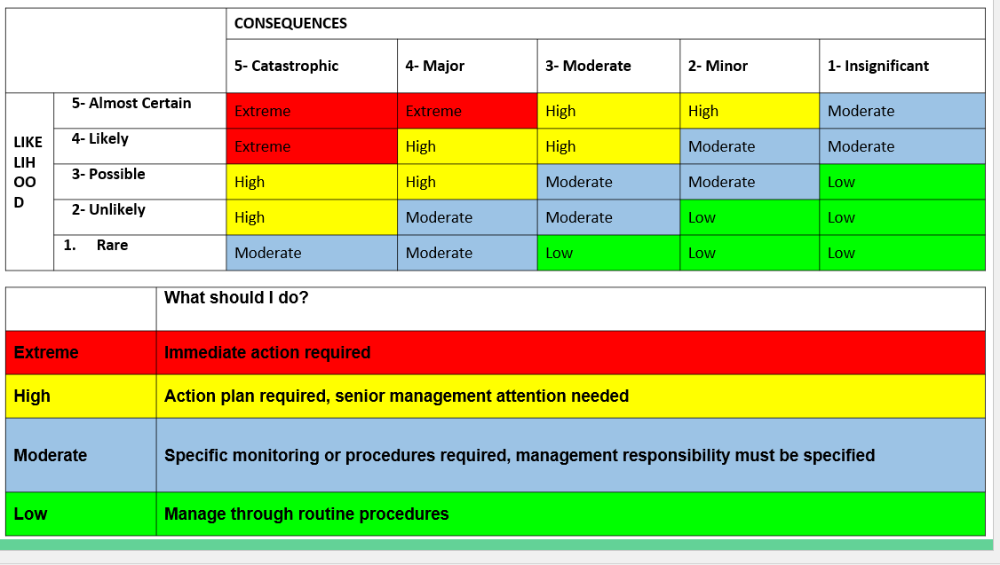 CONSEQUENCES
5- Catastrophic 4- Major 3- Moderate 2- Minor 1- Insignificant
LIKE
LIH
OO
D
5- Almost Certain Extreme Extreme High High Moderate
4- Likely Extreme High High Moderate Moderate
3- Possible High High Moderate Moderate Low
2- Unlikely High Moderate Moderate Low Low
1. Rare Moderate Moderate Low Low Low
What should I do?
Extreme Immediate action required
High Action plan required, senior management attention needed
Moderate Specific monitoring or procedures required, management responsibility must be specified
Low Manage through routine procedures